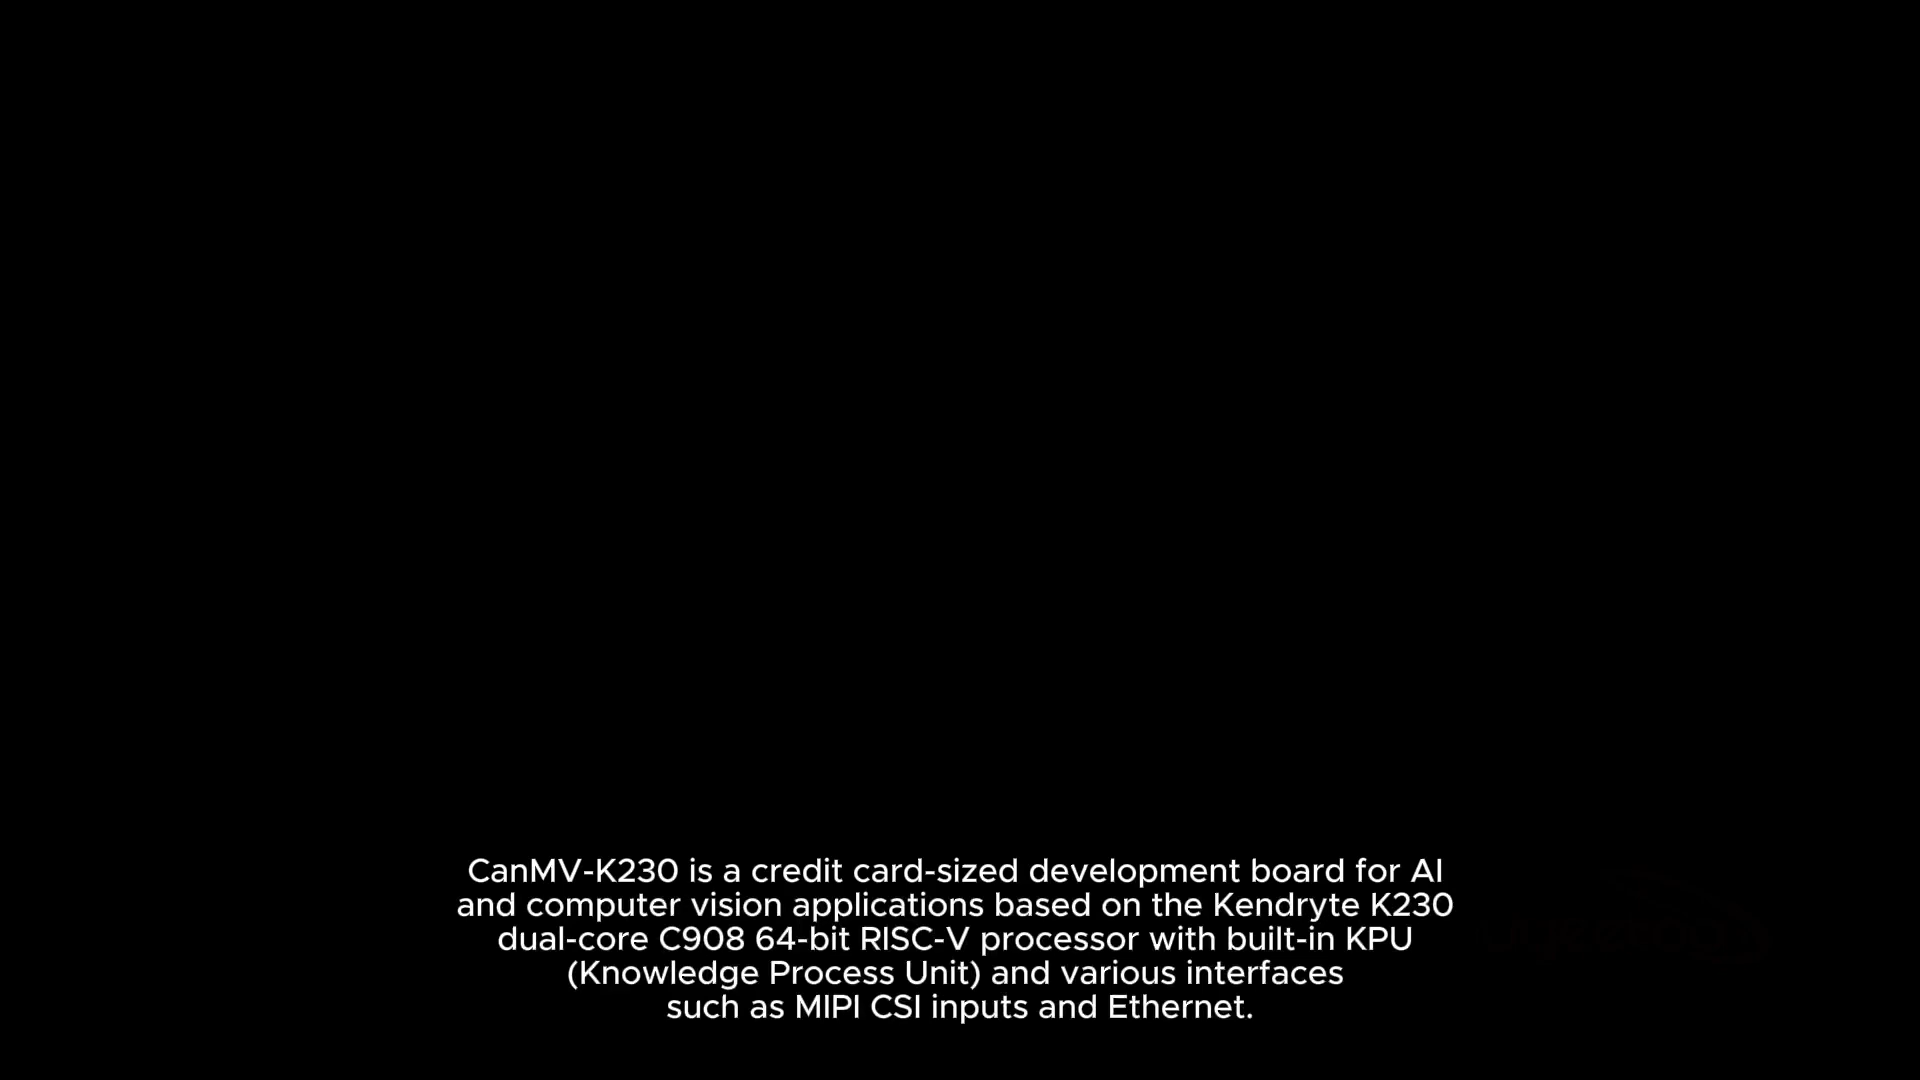 CanMV-K230 is a credit card-sized development board for AI
and computer vision applications based on the Kendryte K230
dual-core C908 64-bit RISC-V processor with built-in KPU
(Knowledge Process Unit) and various interfaces
such as MIPI CSI inputs and Ethernet.